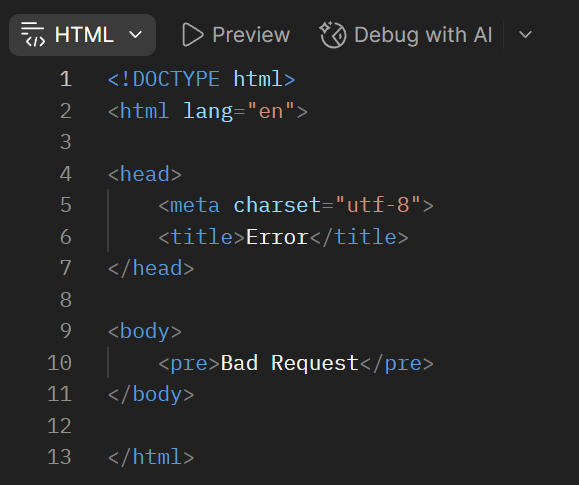 HTML Preview Debug with AI
1 <!DOCTYPE html>
2 <html lang="en">
3
4 <head>
5     <meta charset="utf-8">
6     <title>Error</title>
7 </head>
8
9 <body>
10     <pre>Bad Request</pre>
11 </body>
12
13 </html>